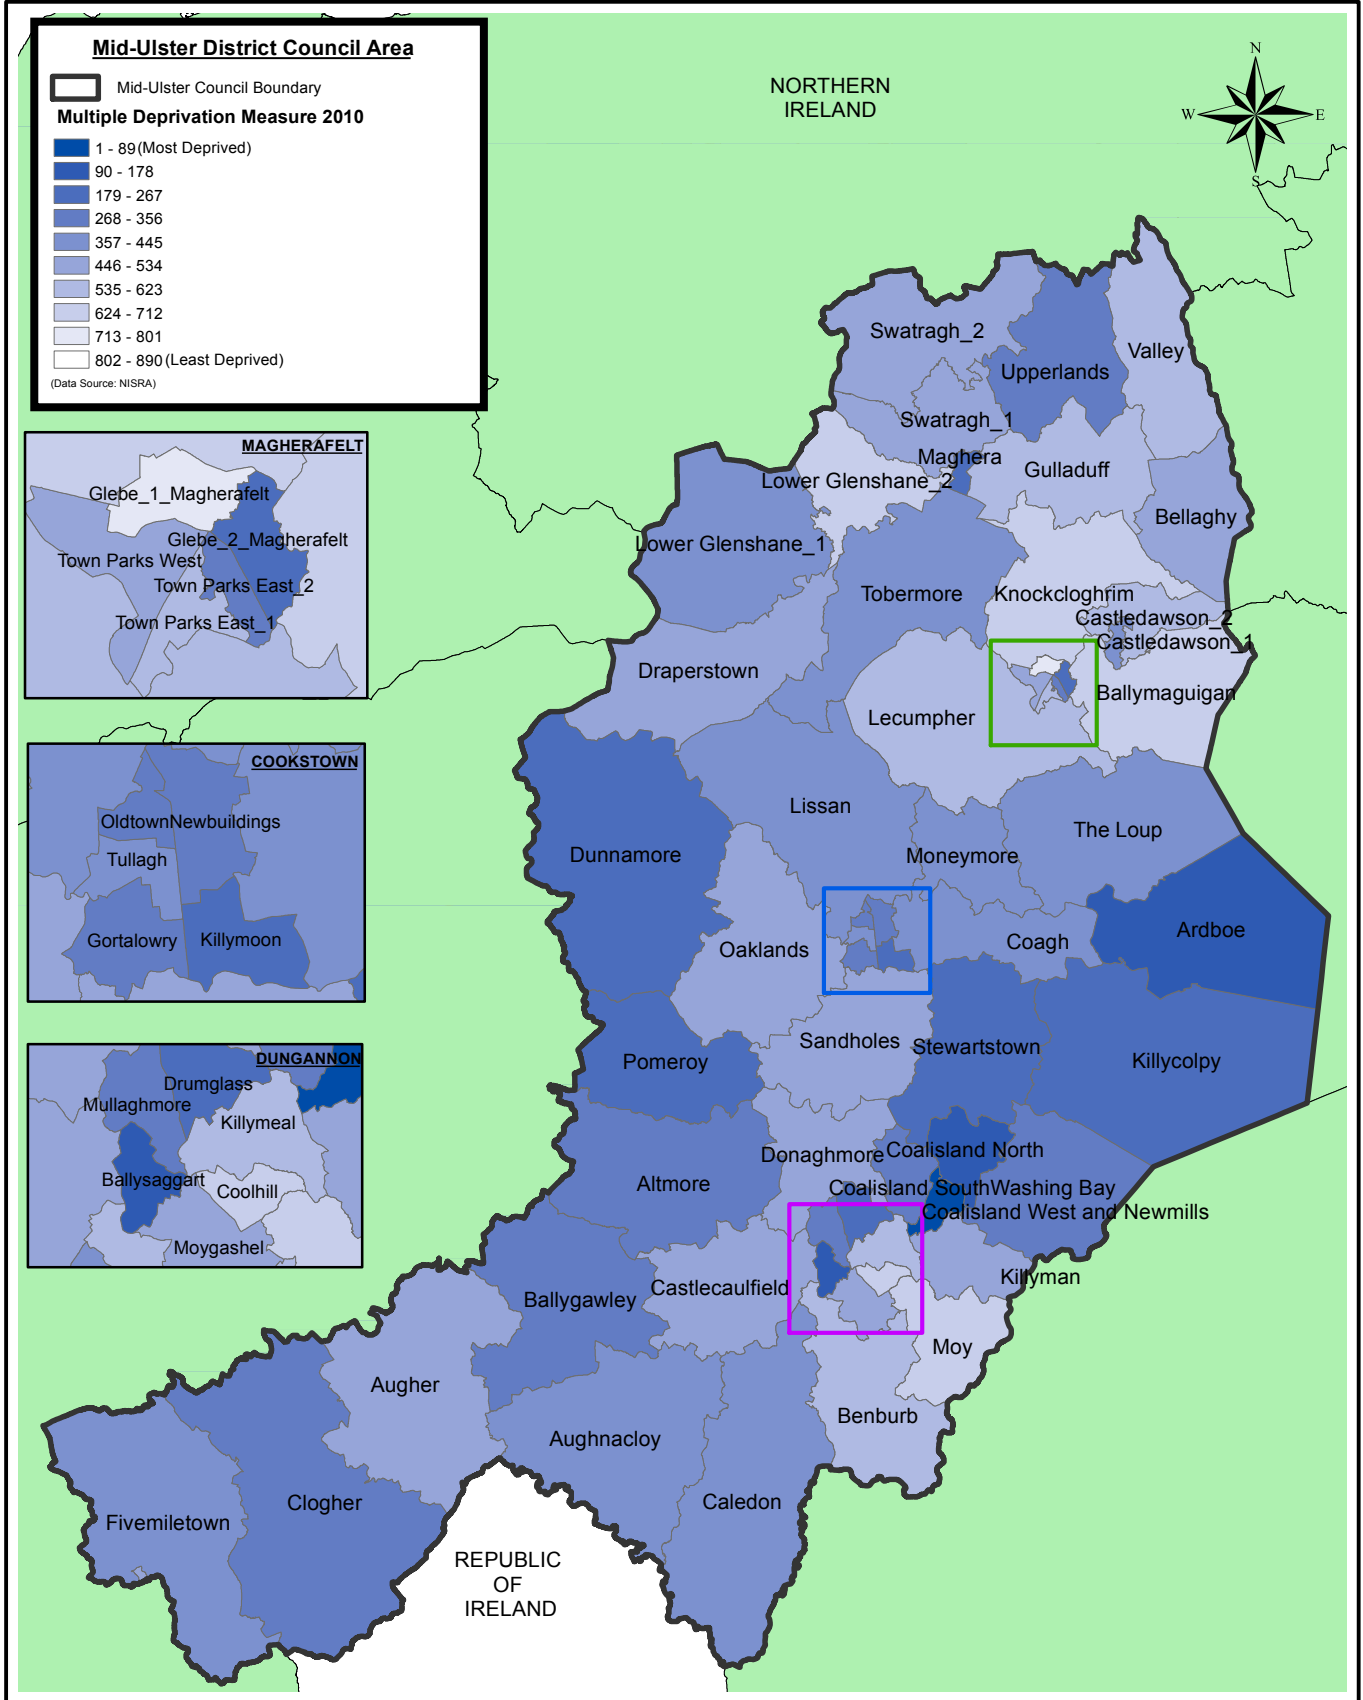 Mid-Ulster District Council Area
Mid-Ulster Council Boundary
Multiple Deprivation Measure 2010
1 - 89 (Most Deprived)
90 - 178
179 - 267
268 - 356
357 - 445
446 - 534
535 - 623
624 - 712
713 - 801
802 - 890 (Least Deprived)
(Data Source: NISRA)
NORTHERN
IRELAND
N
W
E
S
MAGHERAFELT
Glebe_1_Magherafelt
Glebe_2_Magherafelt
Town Parks West
Town Parks East_2
Town Parks East_1
COOKSTOWN
Oldtown
Newbuildings
Tullagh
Gortalowry
Killymoon
DUNGANNON
Drumglass
Mullaghmore
Killymeal
Ballysaggart
Coolhill
Moygashel
Swatragh_2
Valley
Upperlands
Swatragh_1
Maghera
Gulladuff
Lower Glenshane_2
Bellaghy
Lower Glenshane_1
Tobermore
Knockcloghrim
Castledawson_2
Castledawson_1
Draperstown
Ballymaguigan
Lecumpher
Lissan
The Loup
Dunnamore
Moneymore
Ardboe
Oaklands
Coagh
Sandholes
Stewartstown
Pomeroy
Killycolpy
Donaghmore
Coalisland North
Altmore
Coalisland South
Washing Bay
Coalisland West and Newmills
Killyman
Castlecaulfield
Ballygawley
Moy
Augher
Benburb
Aughnacloy
Clogher
Caledon
Fivemiletown
REPUBLIC
OF
IRELAND